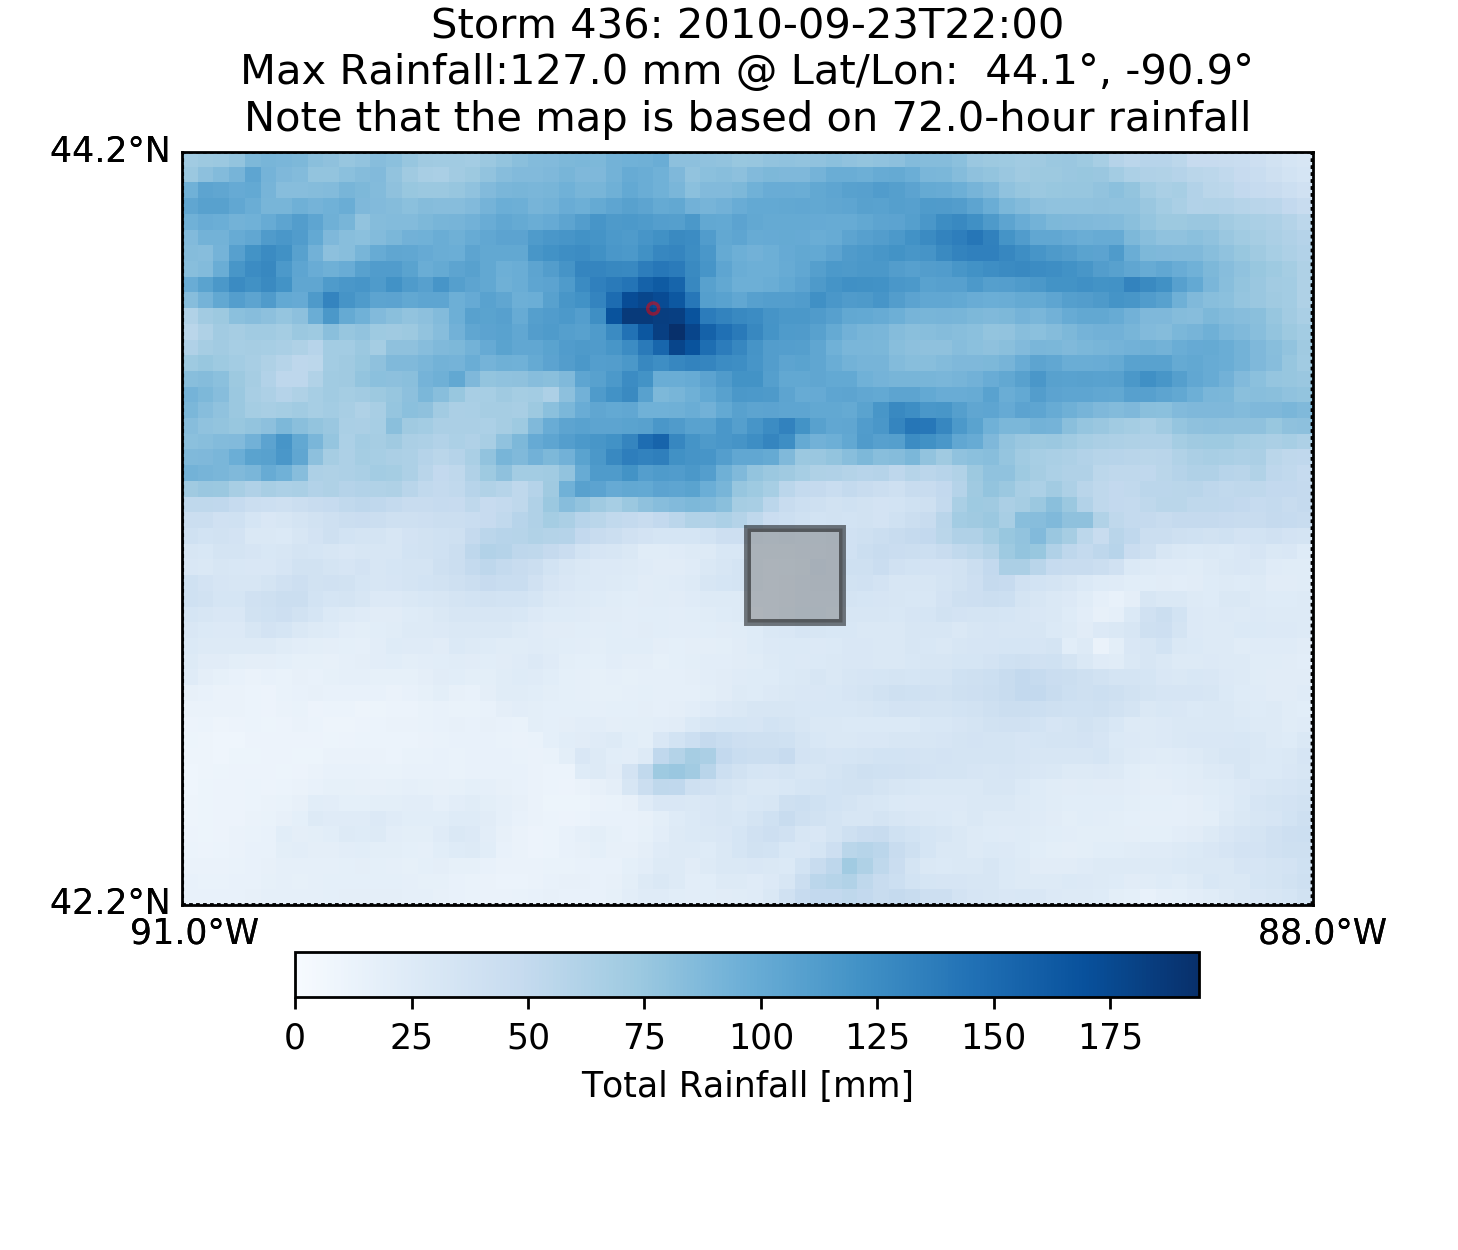 Storm 436: 2010-09-23T22:00
Max Rainfall:127.0 mm @ Lat/Lon:  44.1°, -90.9°
Note that the map is based on 72.0-hour rainfall
44.2°N
42.2°N
91.0°W 88.0°W
0 25 50 75 100 125 150 175
Total Rainfall [mm]